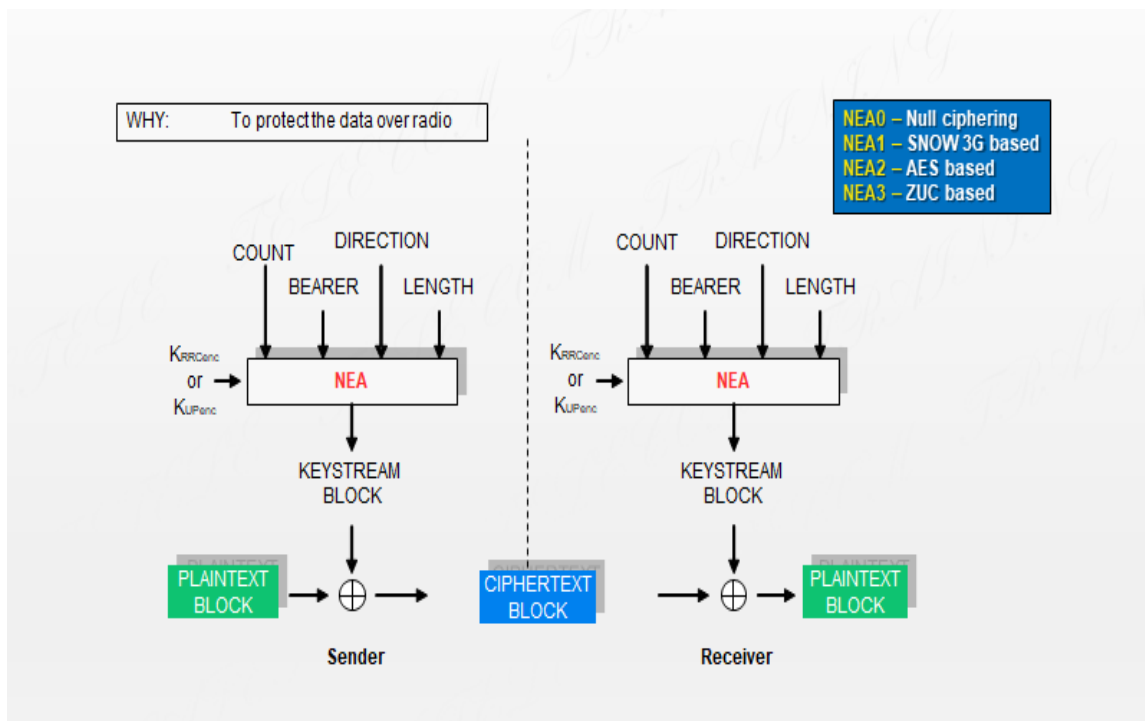 WHY: To protect the data over radio
NEA0 – Null ciphering
NEA1 – SNOW 3G based
NEA2 – AES based
NEA3 – ZUC based
COUNT
DIRECTION
BEARER
LENGTH
KRRCenc
or
KUPenc
NEA
KEYSTREAM
BLOCK
PLAINTEXT
BLOCK
CIPHERTEXT
BLOCK
Sender
COUNT
DIRECTION
BEARER
LENGTH
KRRCenc
or
KUPenc
NEA
KEYSTREAM
BLOCK
PLAINTEXT
BLOCK
Receiver